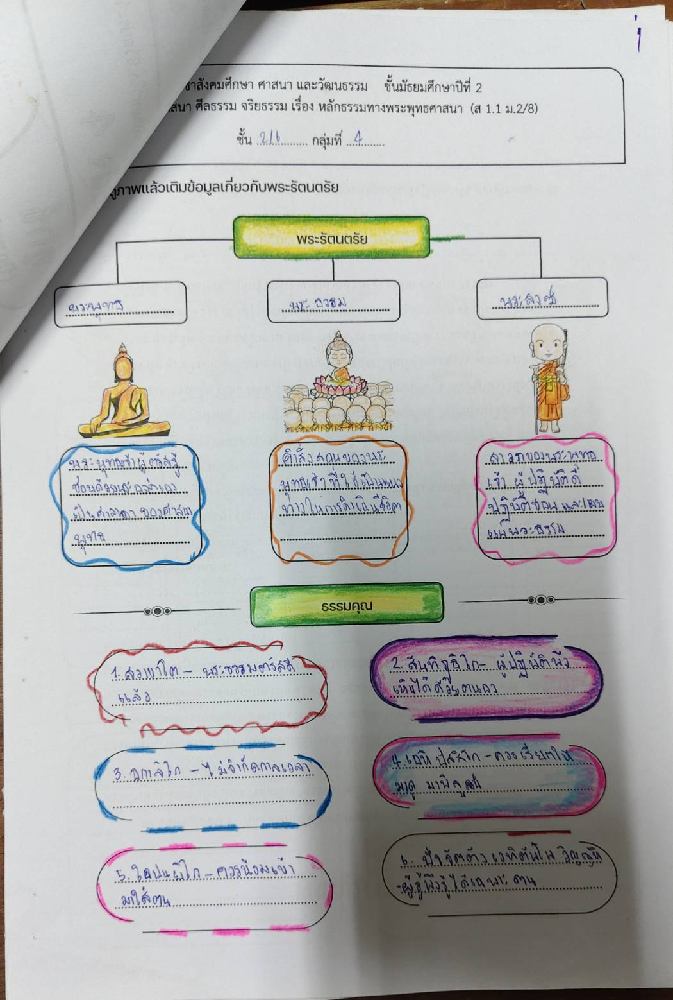 ชาสังคมศึกษา ศาสนา และวัฒนธรรม ชั้นมัธยมศึกษาปีที่ 2
สนา ศีลธรรม จริยธรรม เรื่อง หลักธรรมทางพระพุทธศาสนา (ส 1.1 ม.2/8)
ชั้น 2/6 กลุ่มที่ 4
ดูภาพแล้วเติมข้อมูลเกี่ยวกับพระรัตนตรัย
พระรัตนตรัย
พระพุทธ
พระธรรม
พระสงฆ์
พระพุทธเจ้าผู้ตรัสรู้
ชอบด้วยพระองค์เอง
เป็นศาสดา ของศาสนา
พุทธ
คำสั่งสอนของพระ
พุทธเจ้าที่ใช้เป็นแนว
ทางในการดำเนินชีวิต
สาวกของพระพุทธ
เจ้า ผู้ปฏิบัติดี
ปฏิบัติชอบ และเผย
แผ่พระธรรม
ธรรมคุณ
1. สวากขาโต - พระธรรมตรัสดี
แล้ว
2. สันทิฏฐิโก - ผู้ปฏิบัติพึง
เห็นได้ด้วยตนเอง
3. อกาลิโก - ไม่จำกัดกาลเวลา
4. เอหิปัสสิโก - ควรเรียกให้
มาดู มาพิสูจน์
5. โอปนยิโก - ควรน้อมเข้า
มาใส่ตน
6. ปัจจัตตัง เวทิตัพโพ วิญญูหิ
- ผู้รู้พึงรู้ได้เฉพาะตน